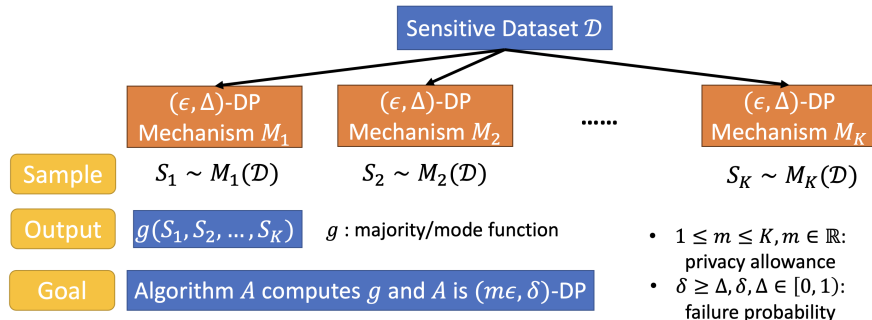 Sensitive Dataset 𝒟
(ϵ, Δ)-DP
Mechanism M₁
(ϵ, Δ)-DP
Mechanism M₂
......
(ϵ, Δ)-DP
Mechanism M_K
Sample
S₁ ~ M₁(𝒟)
S₂ ~ M₂(𝒟)
S_K ~ M_K(𝒟)
Output
g(S₁, S₂, ... , S_K)
g : majority/mode function
Goal
Algorithm A computes g and A is (mϵ, δ)-DP
• 1 ≤ m ≤ K, m ∈ ℝ:
privacy allowance
• δ ≥ Δ, δ, Δ ∈ [0, 1):
failure probability